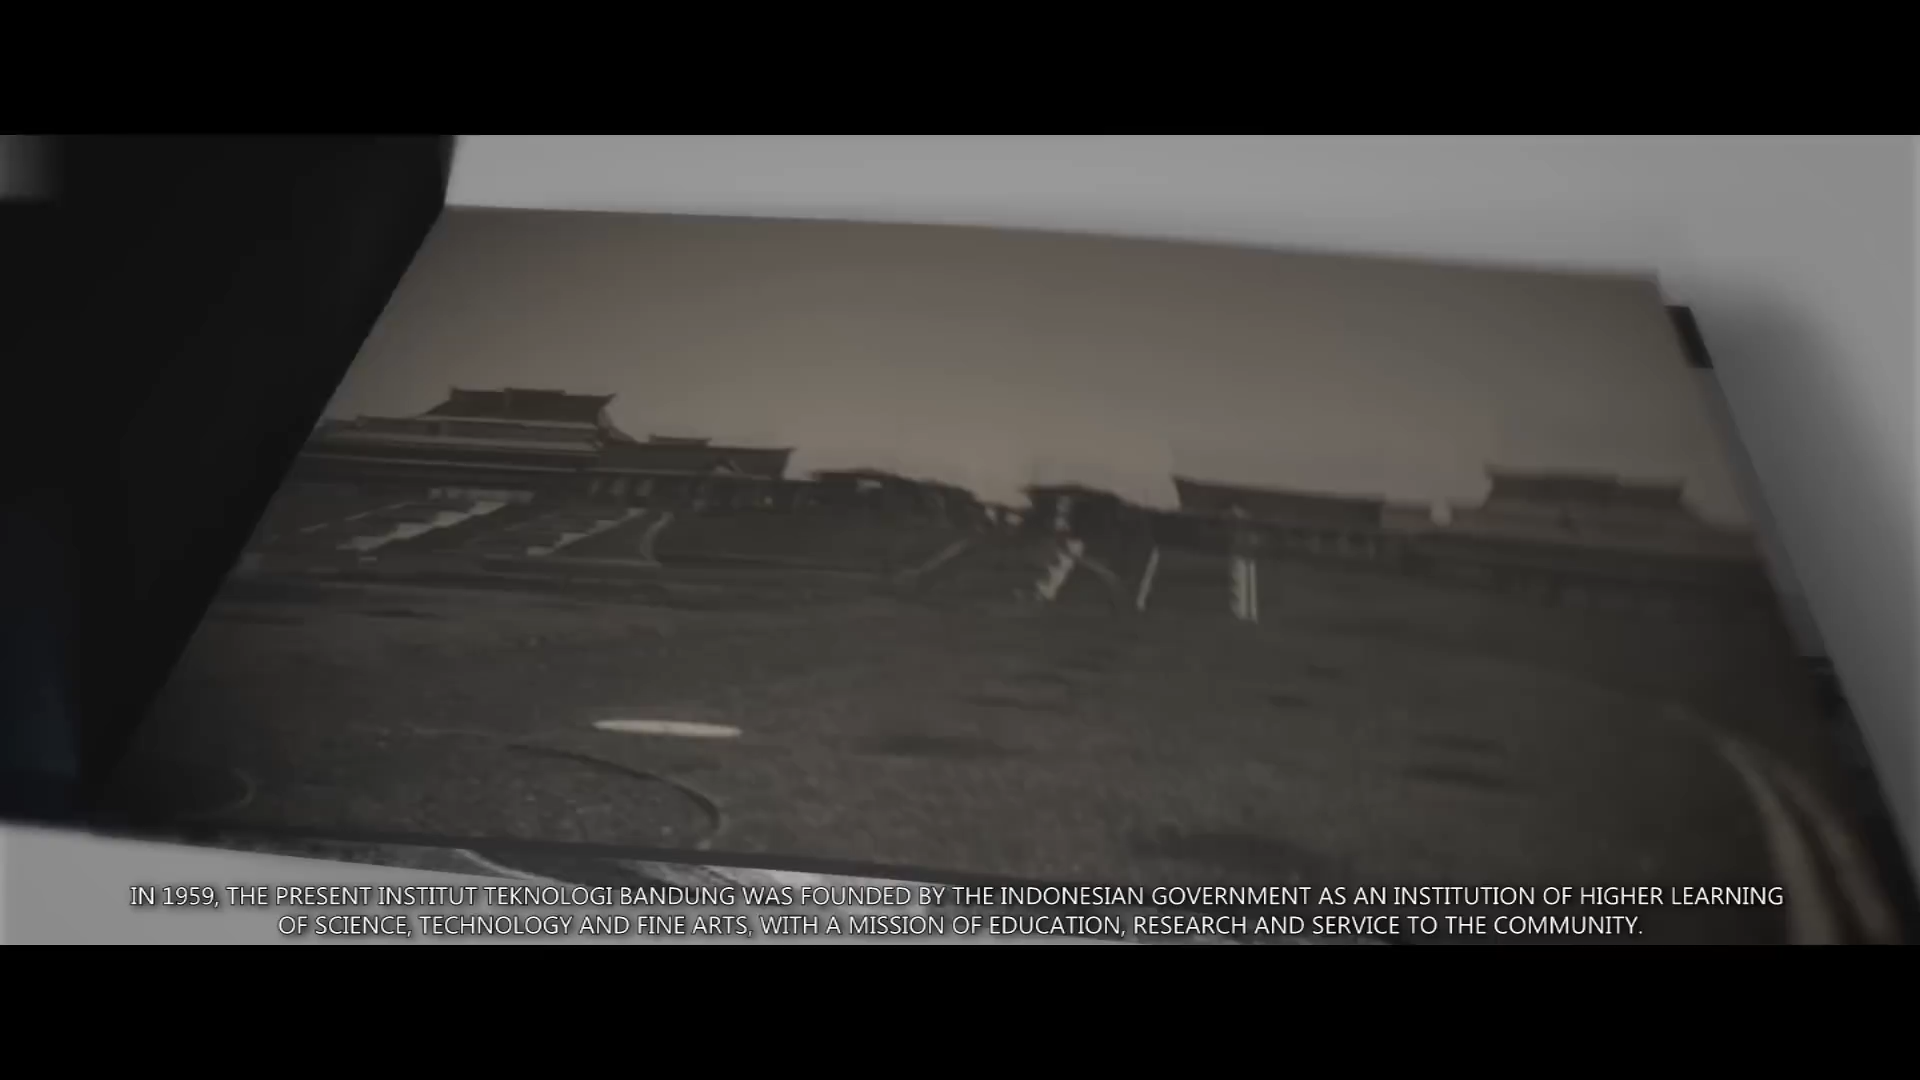 IN 1959, THE PRESENT INSTITUT TEKNOLOGI BANDUNG WAS FOUNDED BY THE INDONESIAN GOVERNMENT AS AN INSTITUTION OF HIGHER LEARNING
OF SCIENCE, TECHNOLOGY AND FINE ARTS, WITH A MISSION OF EDUCATION, RESEARCH AND SERVICE TO THE COMMUNITY.